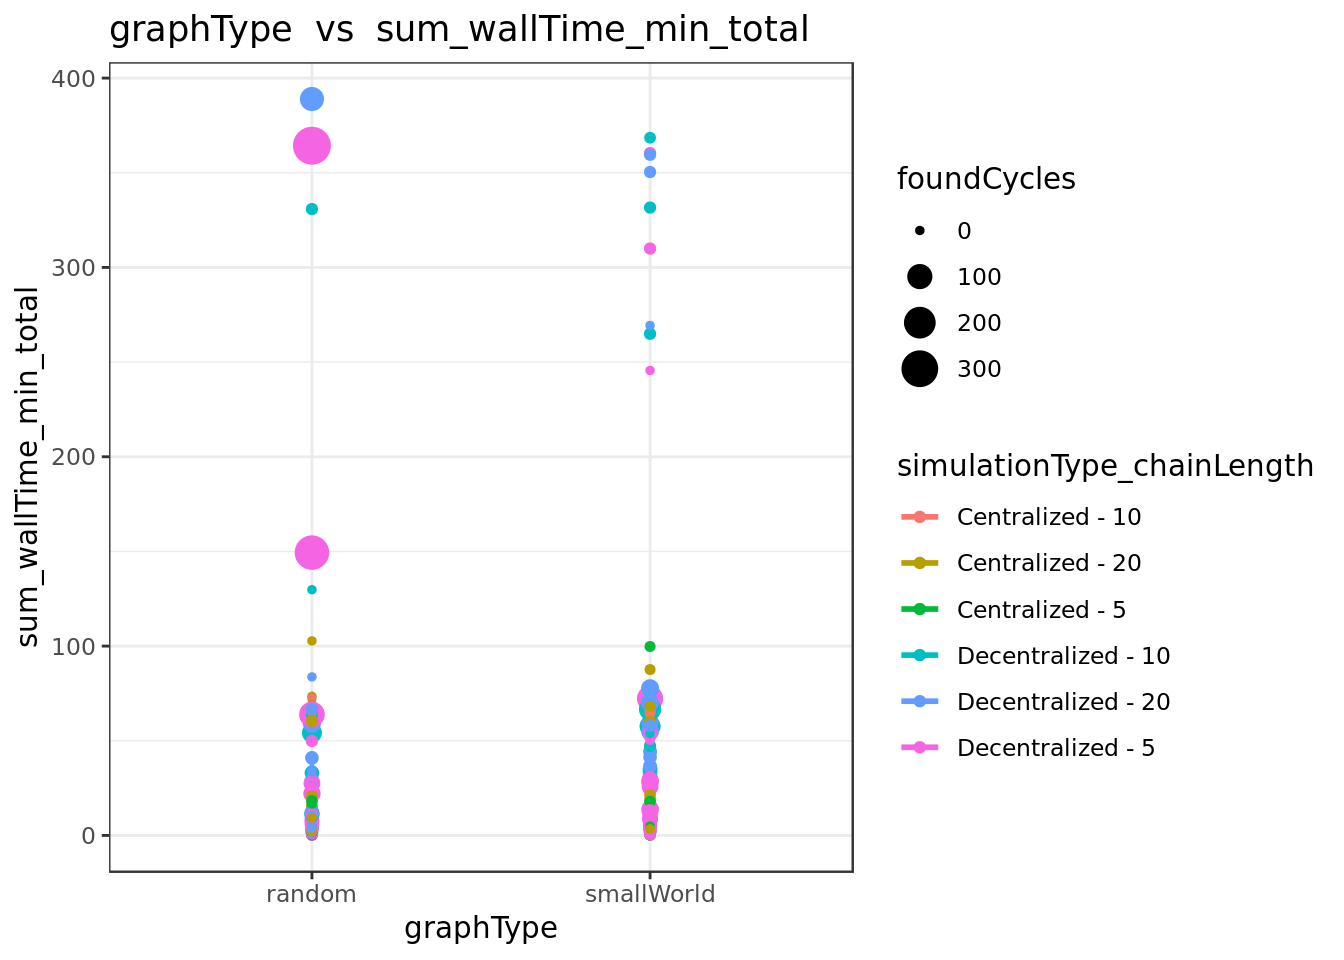 graphType vs sum_wallTime_min_total
sum_wallTime_min_total
400
300
200
100
0
random
smallWorld
graphType
foundCycles
0
100
200
300
simulationType_chainLength
Centralized - 10
Centralized - 20
Centralized - 5
Decentralized - 10
Decentralized - 20
Decentralized - 5